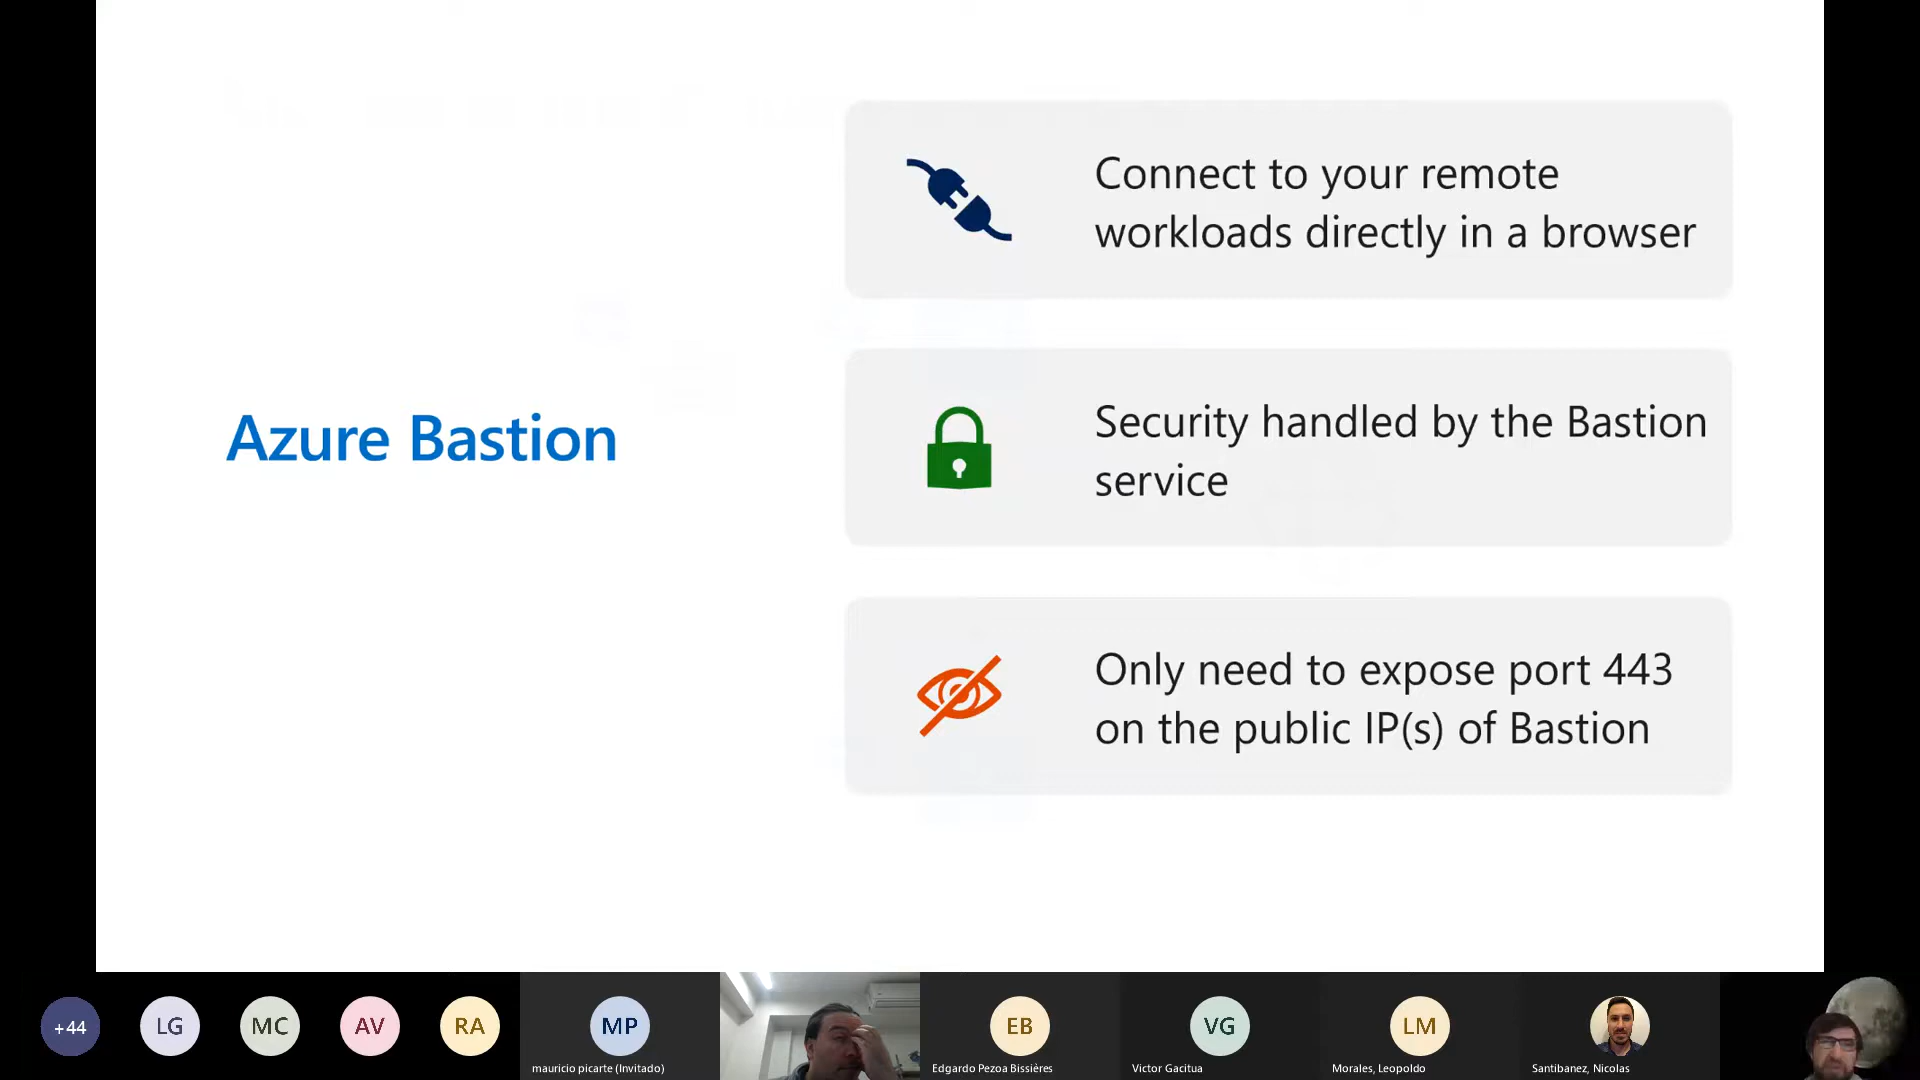 Azure Bastion
Connect to your remote
workloads directly in a browser
Security handled by the Bastion
service
Only need to expose port 443
on the public IP(s) of Bastion
+44
LG
MC
AV
RA
MP
mauricio picarte (Invitado)
EB
Edgardo Pezoa Bissières
VG
Victor Gacitua
LM
Morales, Leopoldo
Santibanez, Nicolas